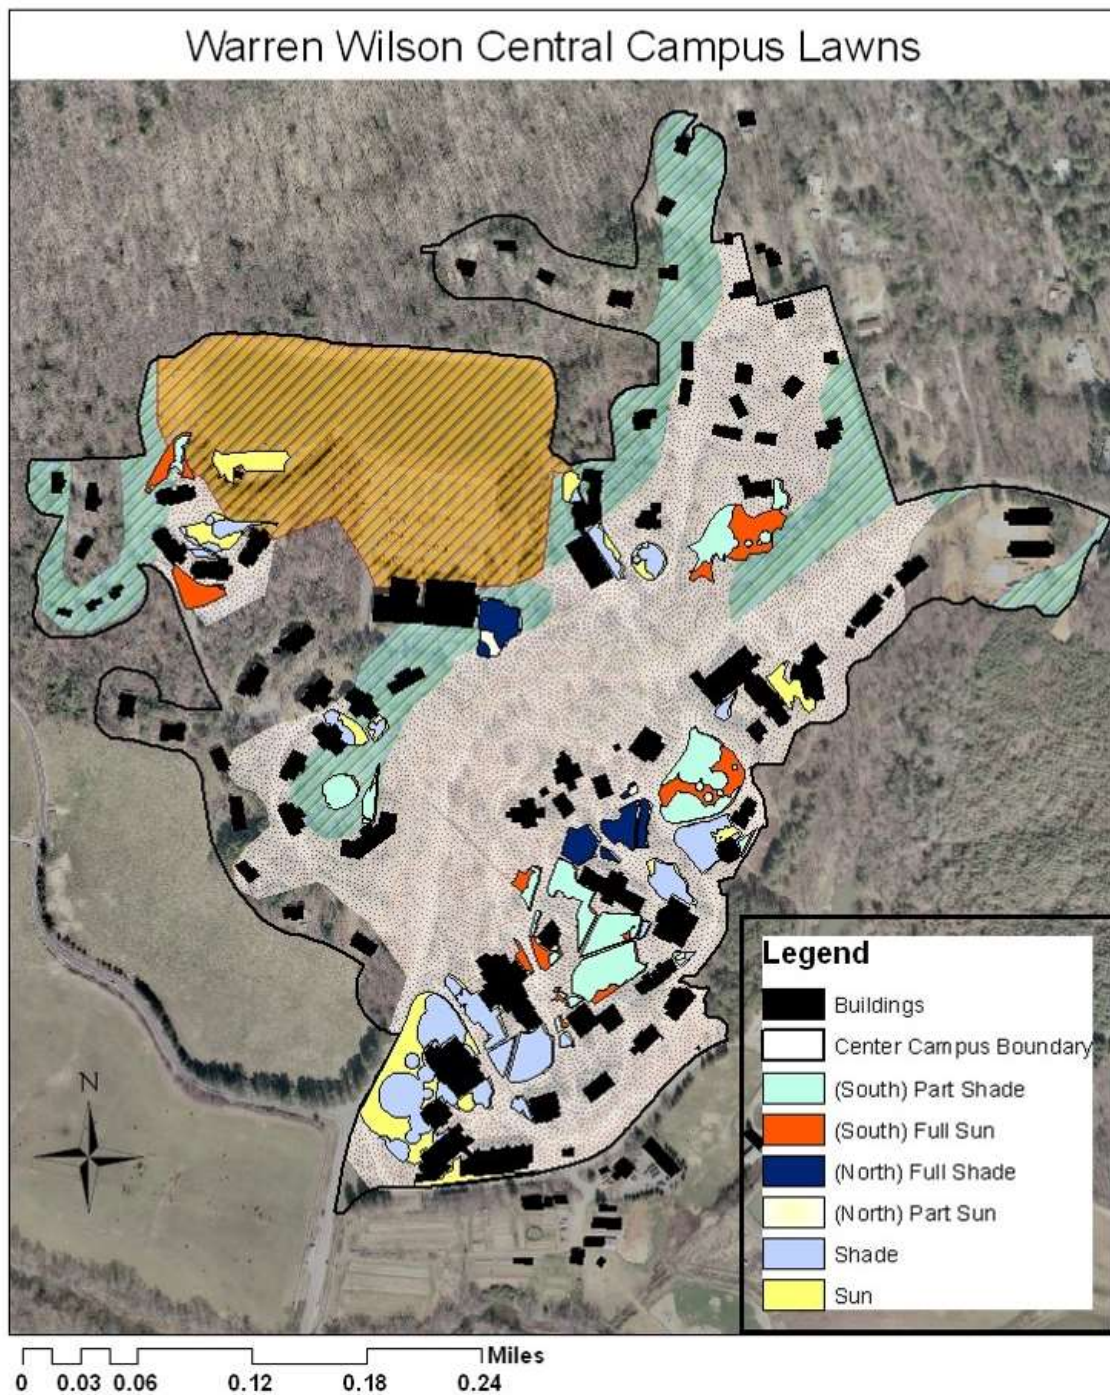 Warren Wilson Central Campus Lawns
N
Legend
Buildings
Center Campus Boundary
(South) Part Shade
(South) Full Sun
(North) Full Shade
(North) Part Sun
Shade
Sun
Miles
0 0.03 0.06 0.12 0.18 0.24